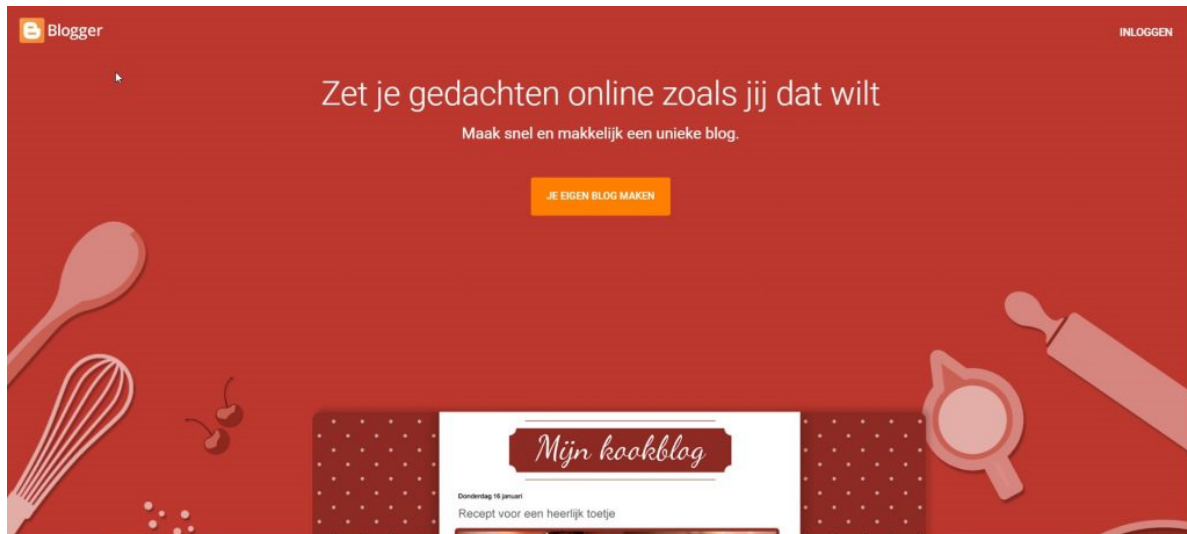 Blogger
INLOGGEN
Zet je gedachten online zoals jij dat wilt
Maak snel en makkelijk een unieke blog.
JE EIGEN BLOG MAKEN
Mijn kookblog
Donderdag 16 januari
Recept voor een heerlijk toetje